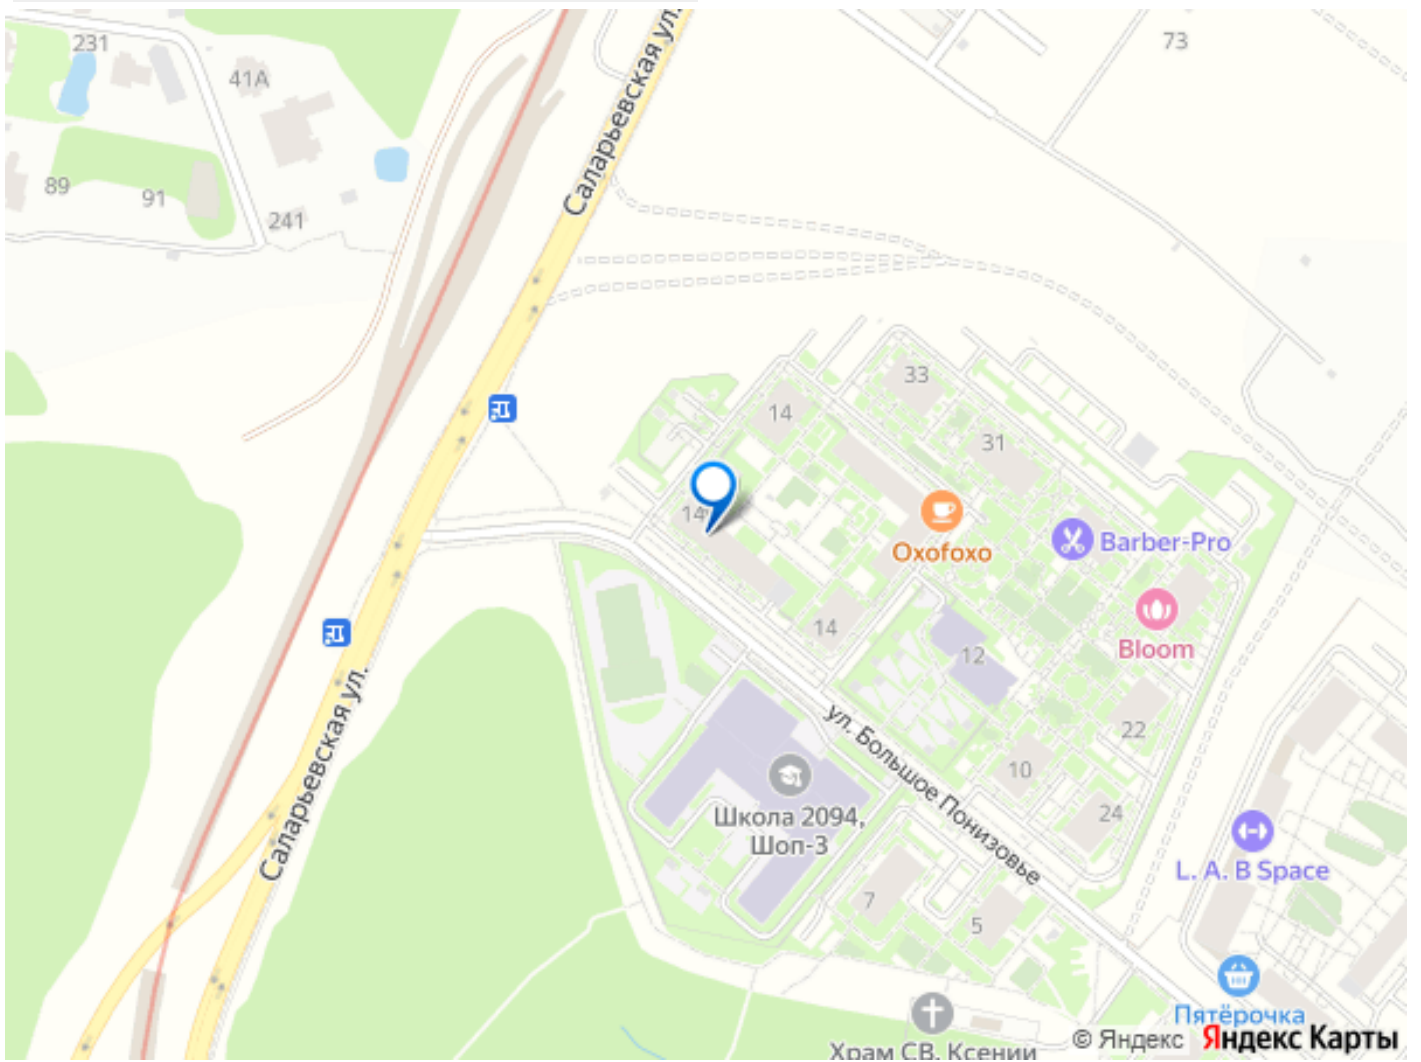 231
73
41А
Саларьевская ул.
89
91
241
33
14
31
14
Oxofoxo
Barber-Pro
14
12
Bloom
ул. Большое Понизовье
22
10
Саларьевская ул.
Школа 2094,
Шоп-3
24
7
5
L. A. B Space
Пятёрочка
Храм СВ. Ксении
© Яндекс Яндекс Карты